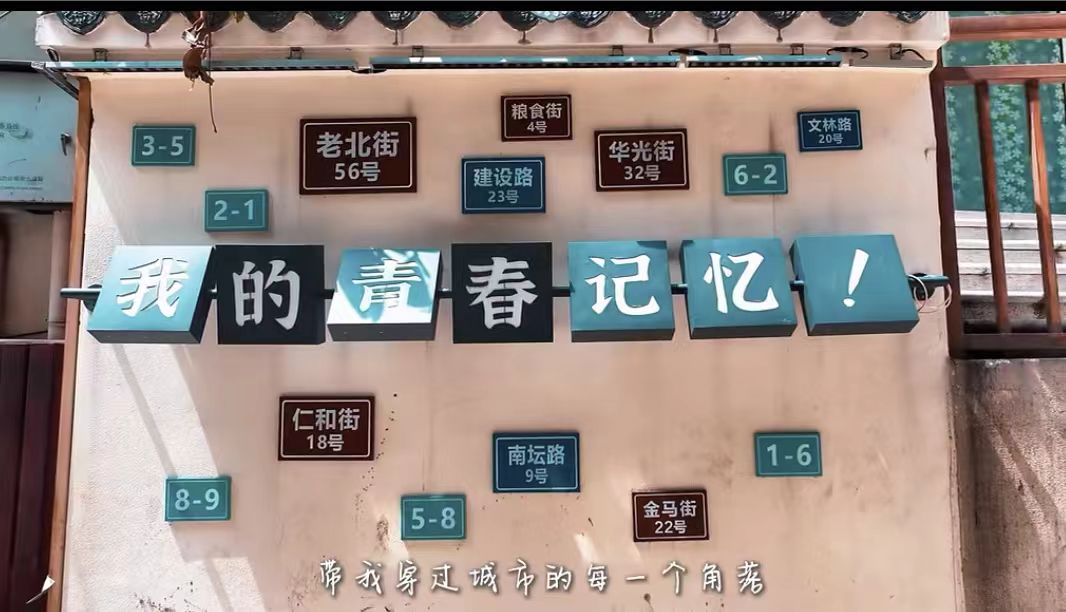 粮食街
4号
文林路
20号
3-5
老北街
56号
华光街
32号
建设路
23号
6-2
2-1
我的青春记忆!
仁和街
18号
南坛路
9号
1-6
8-9
5-8
金马街
22号
带我穿过城市的每一个角落